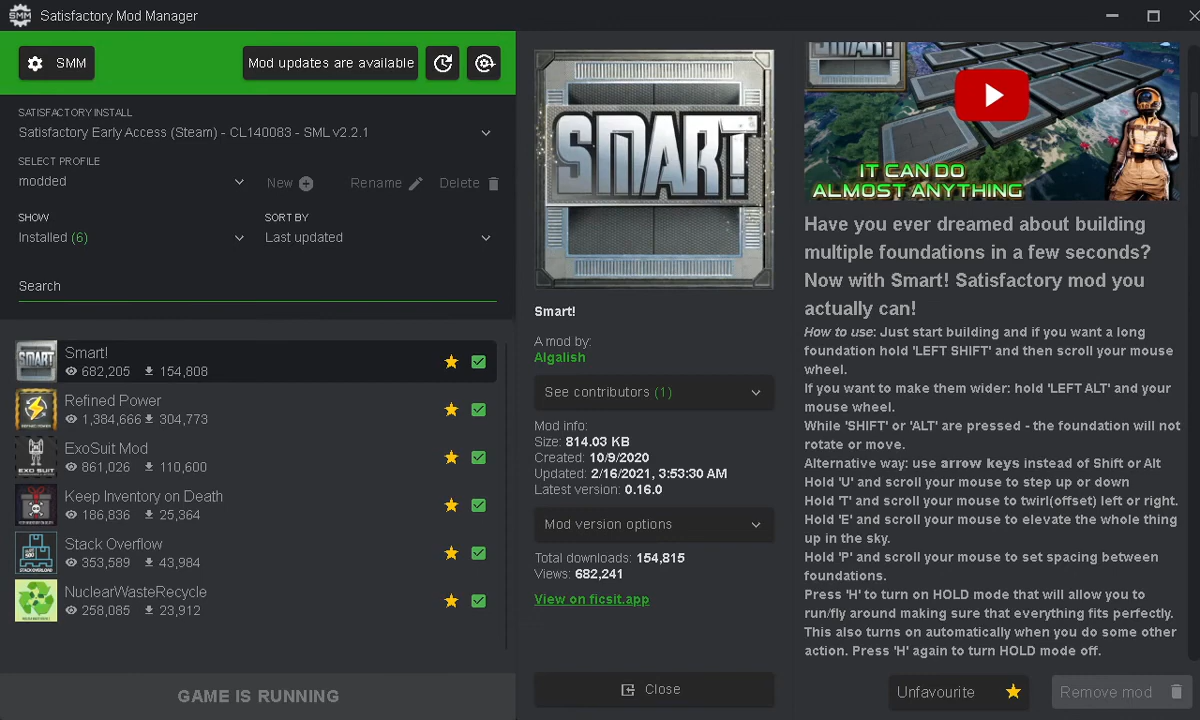 Satisfactory Mod Manager
SMM
Mod updates are available
SATISFACTORY INSTALL
Satisfactory Early Access (Steam) - CL140083 - SML v2.2.1
SELECT PROFILE
modded
New
Rename
Delete
SHOW
Installed (6)
SORT BY
Last updated
Search
SMART!
Smart!
682,205 154,808
Refined Power
1,384,666 304,773
ExoSuit Mod
861,026 110,600
EXO SUIT
Keep Inventory on Death
186,836 25,364
Stack Overflow
353,589 43,984
NuclearWasteRecycle
258,085 23,912
GAME IS RUNNING
SMART!
Smart!
A mod by:
Algalish
See contributors (1)
Mod info:
Size: 814.03 KB
Created: 10/9/2020
Updated: 2/16/2021, 3:53:30 AM
Latest version: 0.16.0
Mod version options
Total downloads: 154,815
Views: 682,241
View on ficsit.app
Close
IT CAN DO
ALMOST ANYTHING
Have you ever dreamed about building
multiple foundations in a few seconds?
Now with Smart! Satisfactory mod you
actually can!
How to use: Just start building and if you want a long
foundation hold 'LEFT SHIFT' and then scroll your mouse
wheel.
If you want to make them wider: hold 'LEFT ALT' and your
mouse wheel.
While 'SHIFT' or 'ALT' are pressed - the foundation will not
rotate or move.
Alternative way: use arrow keys instead of Shift or Alt
Hold 'U' and scroll your mouse to step up or down
Hold 'T' and scroll your mouse to twirl(offset) left or right.
Hold 'E' and scroll your mouse to elevate the whole thing
up in the sky.
Hold 'P' and scroll your mouse to set spacing between
foundations.
Press 'H' to turn on HOLD mode that will allow you to
run/fly around making sure that everything fits perfectly.
This also turns on automatically when you do some other
action. Press 'H' again to turn HOLD mode off.
Unfavourite
Remove mod